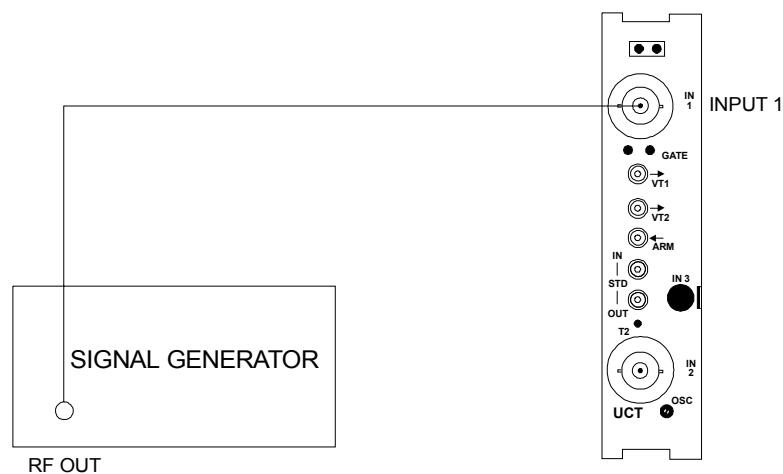 IN
1
INPUT 1
GATE
VT1
VT2
ARM
IN
STD
IN 3
OUT
T2
SIGNAL GENERATOR
IN
2
OSC
UCT
RF OUT